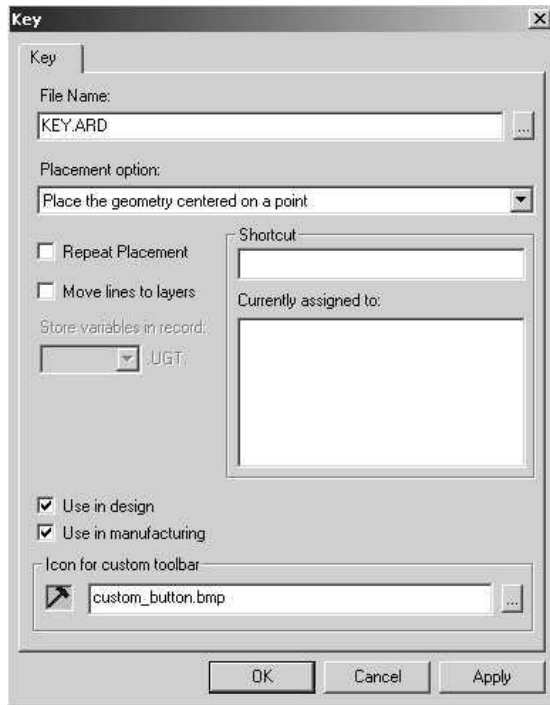 Key
Key
File Name:
KEY.ARD
...
Placement option:
Place the geometry centered on a point
Repeat Placement
Move lines to layers
Store variables in record:
.UGT.
Shortcut
Currently assigned to:
Use in design
Use in manufacturing
Icon for custom toolbar
custom_button.bmp
...
OK Cancel Apply